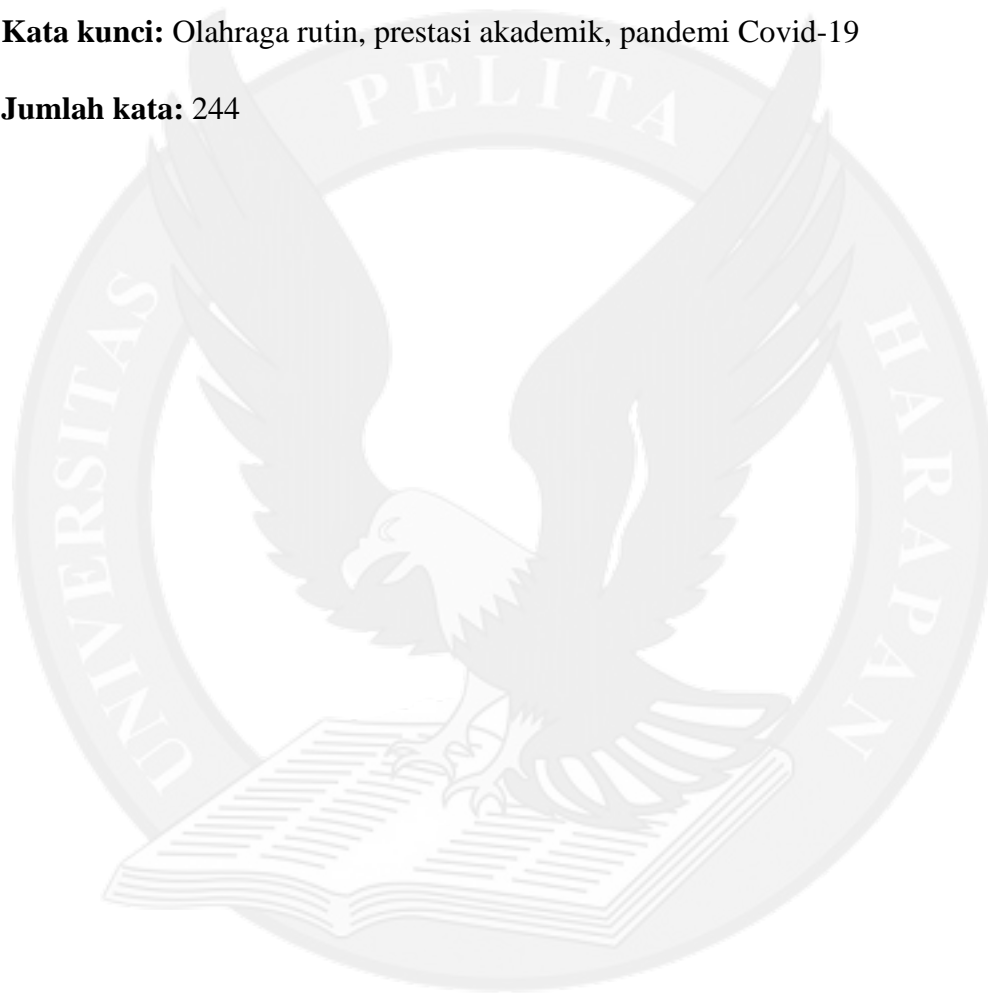 Kata kunci: Olahraga rutin, prestasi akademik, pandemi Covid-19
Jumlah kata: 244
UNIVERSITAS PELITA HARAPAN